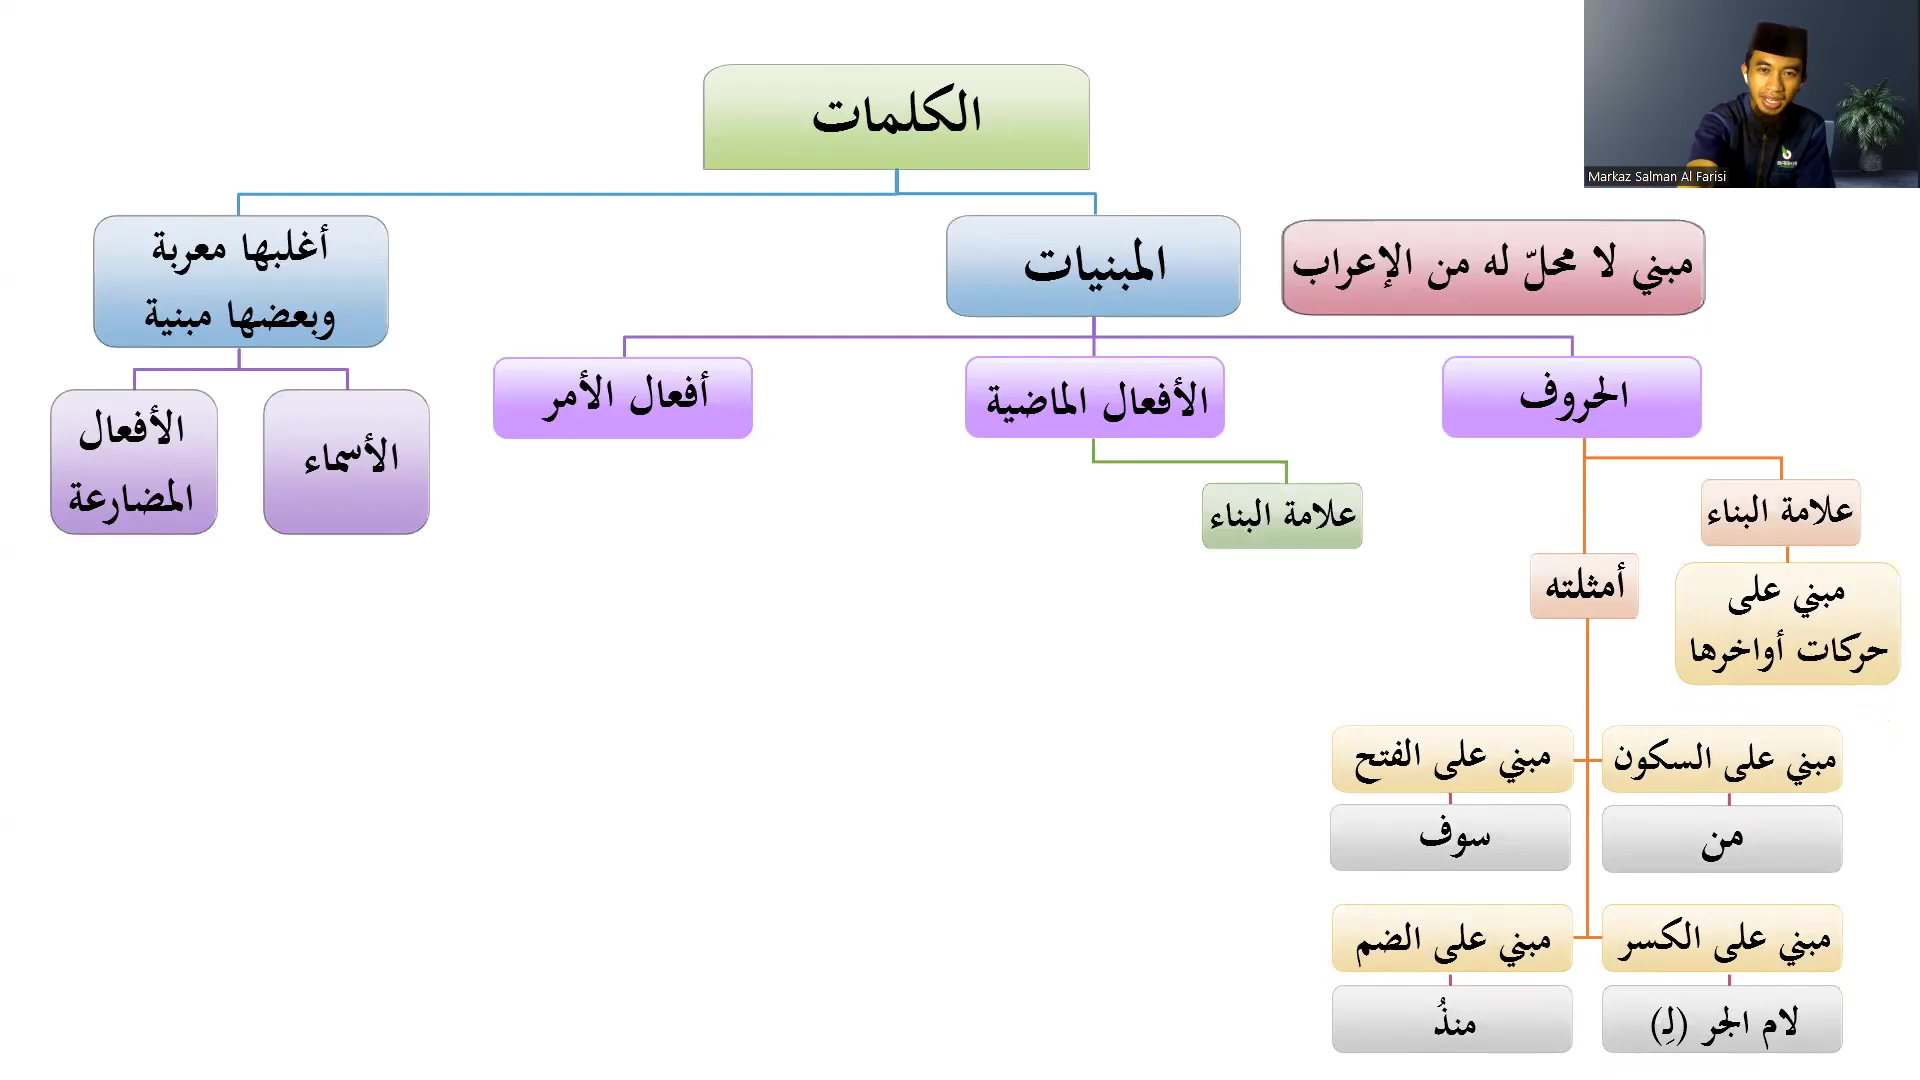 الكلمات
Markaz Salman Al Farisi
مبني لا محلّ له من الإعراب
المبنيات
أغلبها معربة
وبعضها مبنية
الحروف
الأفعال الماضية
أفعال الأمر
الأسماء
الأفعال
المضارعة
علامة البناء
علامة البناء
أمثلته
مبني على
حركات أواخرها
مبني على السكون
مبني على الفتح
من
سوف
مبني على الكسر
مبني على الضم
لام الجر (لِ)
منذُ